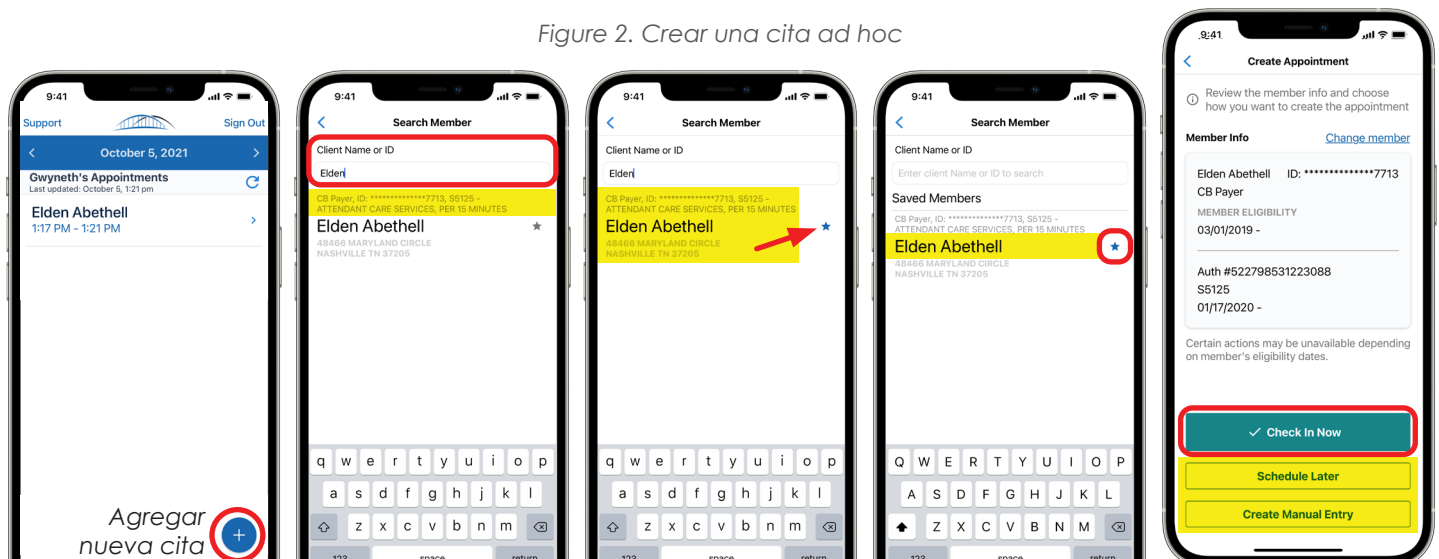 Figure 2. Crear una cita ad hoc
9:41
Support
Sign Out
October 5, 2021
Gwyneth's Appointments
Last updated: October 5, 1:21 pm
Elden Abethell
1:17 PM - 1:21 PM
Agregar
nueva cita
+
9:41
Search Member
Client Name or ID
Elden
CB Payer, ID: **************7713, S5125 -
ATTENDANT CARE SERVICES, PER 15 MINUTES
Elden Abethell
48466 MARYLAND CIRCLE
NASHVILLE TN 37205
q w e r t y u i o p
a s d f g h j k l
z x c v b n m
123 space return
9:41
Search Member
Client Name or ID
Elden
CB Payer, ID: **************7713, S5125 -
ATTENDANT CARE SERVICES, PER 15 MINUTES
Elden Abethell
48466 MARYLAND CIRCLE
NASHVILLE TN 37205
q w e r t y u i o p
a s d f g h j k l
z x c v b n m
123 space return
9:41
Search Member
Client Name or ID
Enter client Name or ID to search
Saved Members
CB Payer, ID: **************7713, S5125 -
ATTENDANT CARE SERVICES, PER 15 MINUTES
Elden Abethell
48466 MARYLAND CIRCLE
NASHVILLE TN 37205
Q W E R T Y U I O P
A S D F G H J K L
Z X C V B N M
123 space return
9:41
Create Appointment
Review the member info and choose
how you want to create the appointment
Member Info Change member
Elden Abethell ID: **************7713
CB Payer
MEMBER ELIGIBILITY
03/01/2019 -
Auth #522798531223088
S5125
01/17/2020 -
Certain actions may be unavailable depending
on member's eligibility dates.
Check In Now
Schedule Later
Create Manual Entry